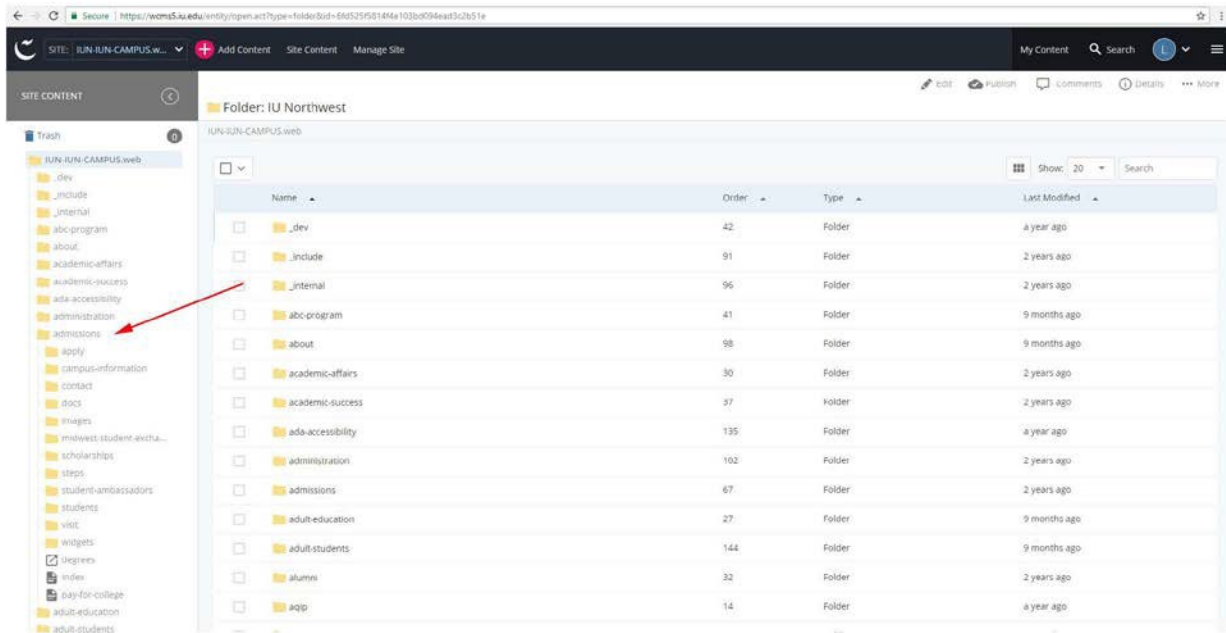 Secure | https://wcms5.iu.edu/entity/open.act?type=folder&id=6fd525f5814f4a103bd094ead3c2b51e
SITE: IUN-IUN-CAMPUS.w... Add Content Site Content Manage Site My Content Search L
SITE CONTENT
Edit Publish Comments Details More
Folder: IU Northwest
IUN-IUN-CAMPUS.web
Trash 0
IUN-IUN-CAMPUS.web
_dev
_include
_internal
abc-program
about
academic-affairs
academic-success
ada-accessibility
administration
admissions
apply
campus-information
contact
docs
images
midwest-student-excha...
scholarships
steps
student-ambassadors
students
visit
widgets
degrees
index
pay-for-college
adult-education
adult-students
Show: 20 Search
Name Order Type Last Modified
_dev 42 Folder a year ago
_include 91 Folder 2 years ago
_internal 96 Folder 2 years ago
abc-program 41 Folder 9 months ago
about 98 Folder 9 months ago
academic-affairs 30 Folder 2 years ago
academic-success 37 Folder 2 years ago
ada-accessibility 135 Folder a year ago
administration 102 Folder 2 years ago
admissions 67 Folder 2 years ago
adult-education 27 Folder 9 months ago
adult-students 144 Folder 9 months ago
alumni 32 Folder 2 years ago
aqip 14 Folder a year ago